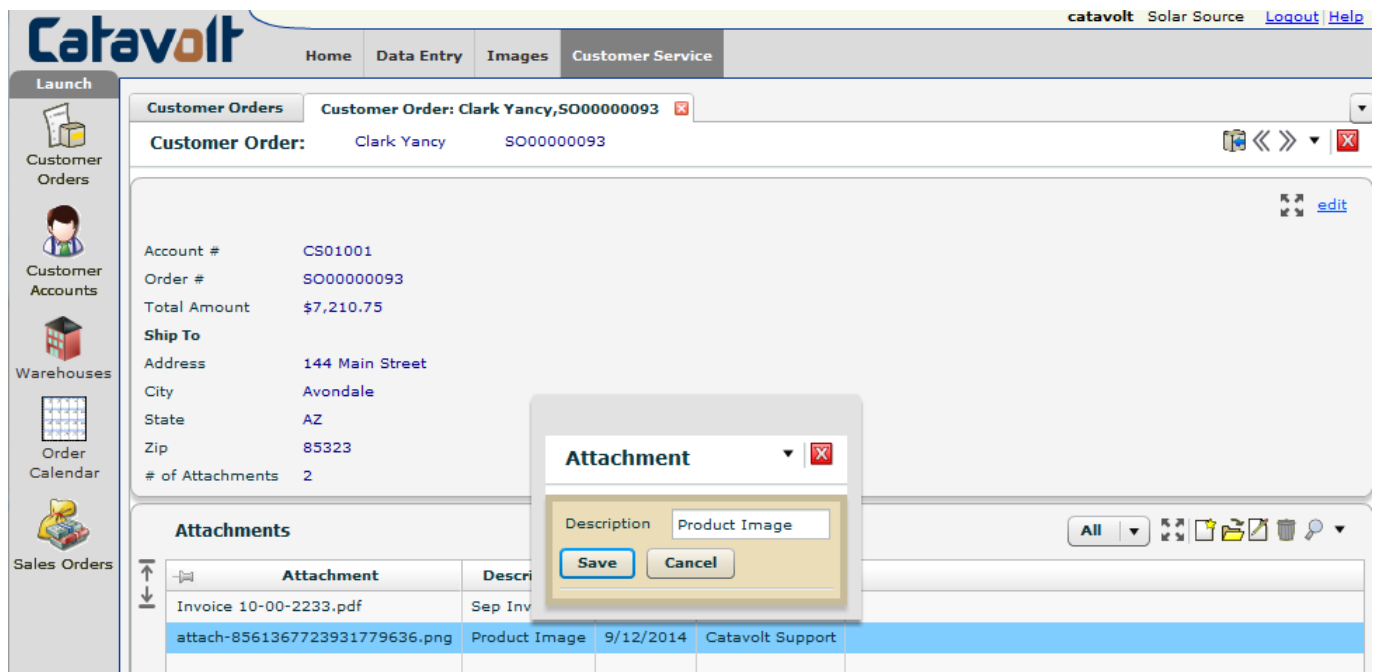 catavolt Solar Source Logout Help
Catavolt
Home Data Entry Images Customer Service
Launch
Customer Orders
Customer Accounts
Warehouses
Order Calendar
Sales Orders
Customer Orders Customer Order: Clark Yancy,SO00000093
Customer Order: Clark Yancy SO00000093
edit
Account # CS01001
Order # SO00000093
Total Amount $7,210.75
Ship To
Address 144 Main Street
City Avondale
State AZ
Zip 85323
# of Attachments 2
Attachment
Description Product Image
Save Cancel
Attachments All
Attachment Descri
Invoice 10-00-2233.pdf Sep Inv
attach-8561367723931779636.png Product Image 9/12/2014 Catavolt Support